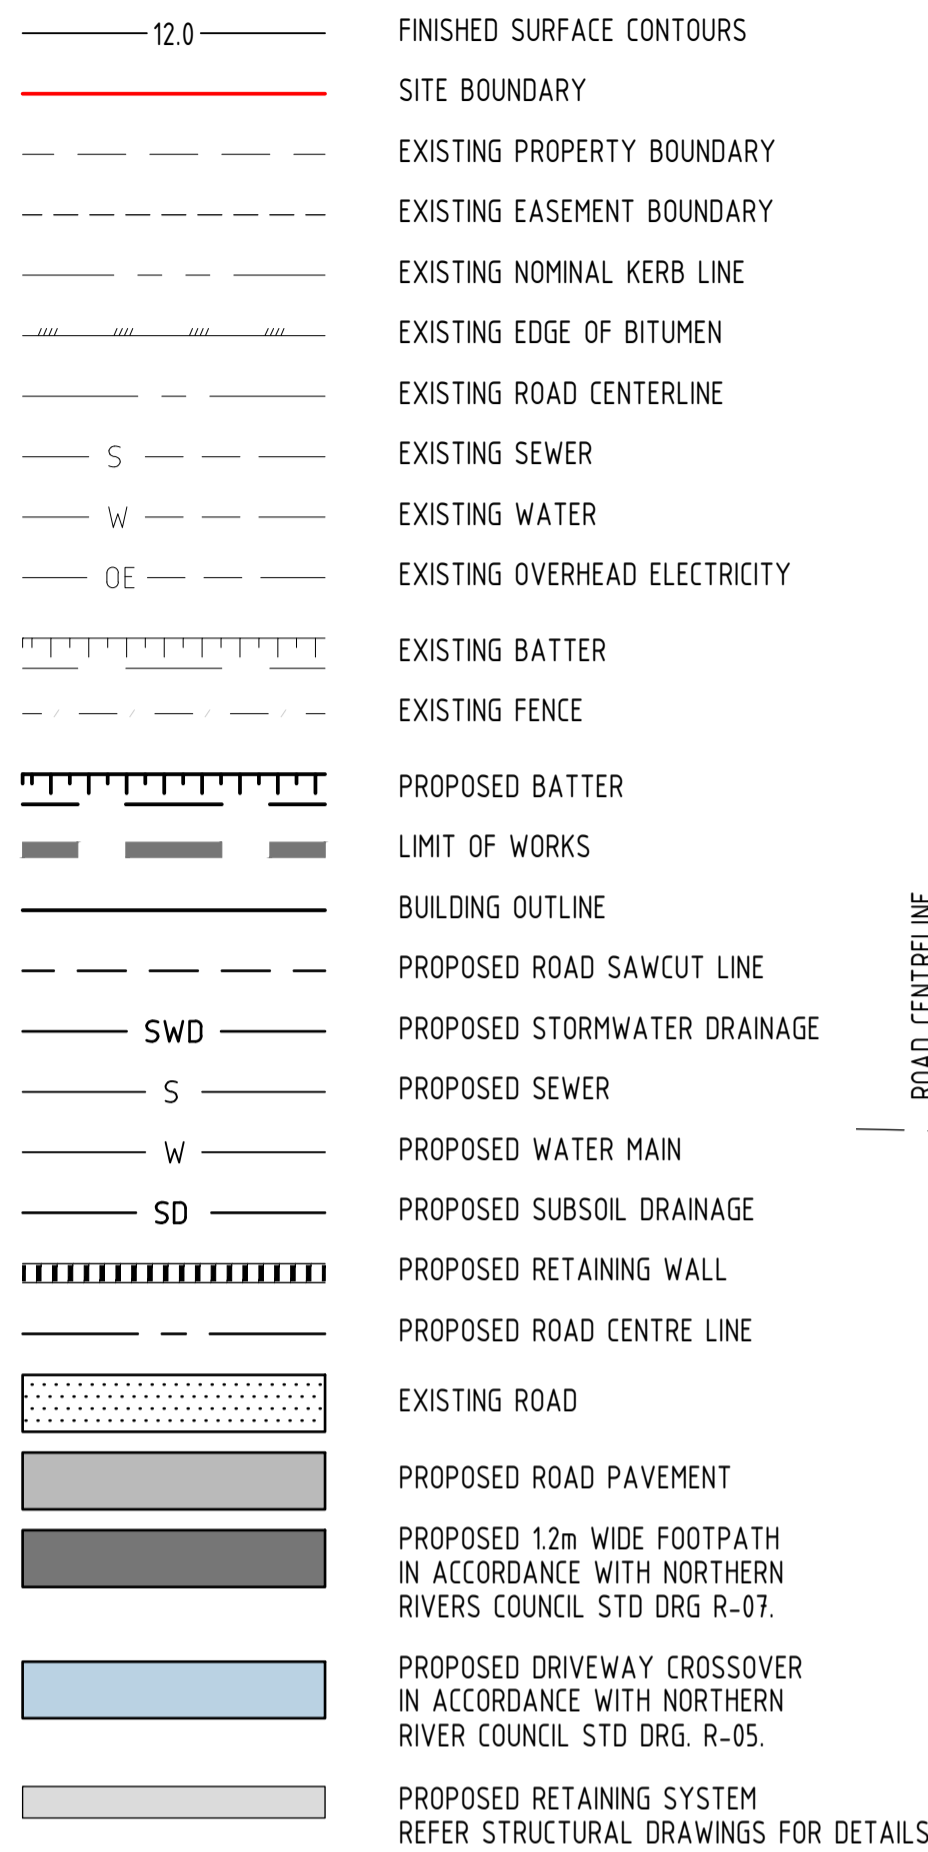 12.0 FINISHED SURFACE CONTOURS
SITE BOUNDARY
EXISTING PROPERTY BOUNDARY
EXISTING EASEMENT BOUNDARY
EXISTING NOMINAL KERB LINE
EXISTING EDGE OF BITUMEN
EXISTING ROAD CENTERLINE
S EXISTING SEWER
W EXISTING WATER
OE EXISTING OVERHEAD ELECTRICITY
EXISTING BATTER
EXISTING FENCE
PROPOSED BATTER
LIMIT OF WORKS
BUILDING OUTLINE
PROPOSED ROAD SAWCUT LINE
SWD PROPOSED STORMWATER DRAINAGE
S PROPOSED SEWER
W PROPOSED WATER MAIN
SD PROPOSED SUBSOIL DRAINAGE
PROPOSED RETAINING WALL
PROPOSED ROAD CENTRE LINE
EXISTING ROAD
PROPOSED ROAD PAVEMENT
PROPOSED 1.2m WIDE FOOTPATH
IN ACCORDANCE WITH NORTHERN
RIVERS COUNCIL STD DRG R-07.
PROPOSED DRIVEWAY CROSSOVER
IN ACCORDANCE WITH NORTHERN
RIVER COUNCIL STD DRG. R-05.
PROPOSED RETAINING SYSTEM
REFER STRUCTURAL DRAWINGS FOR DETAILS
ROAD CENTRELINE